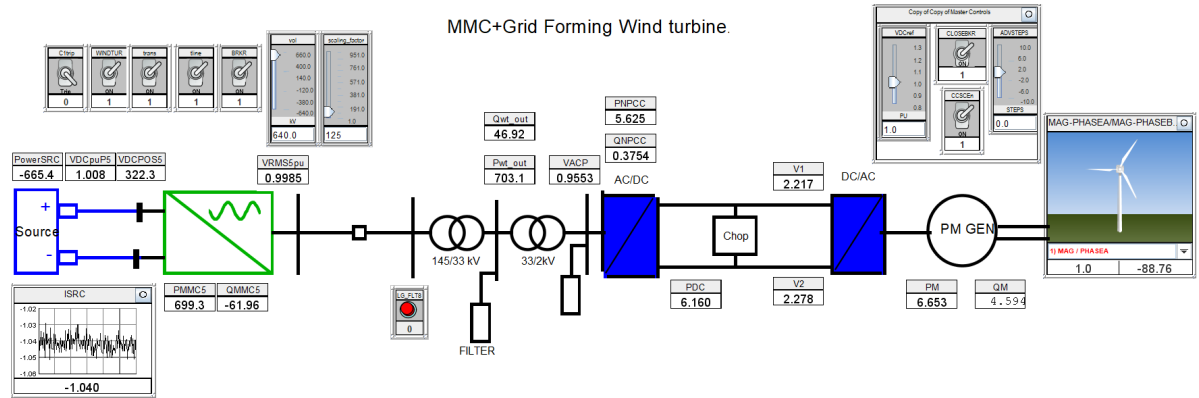 MMC+Grid Forming Wind turbine.
C1trip
Trip
0
WINDTUR
ON
1
trans
ON
1
tline
ON
1
BRKR
ON
1
vol
660.0
400.0
140.0
-120.0
-380.0
-640.0
kV
640.0
scaling_factor
951.0
761.0
571.0
381.0
191.0
1.0
125
Copy of Copy of Master Controls
VDCref
1.3
1.2
1.1
1.0
0.9
0.8
PU
1.0
CLOSEBKR
ON
1
CCSCEn
ON
1
ADVSTEPS
10.0
6.0
2.0
-2.0
-6.0
-10.0
STEPS
0.0
PowerSRC
-665.4
VDCpuP5
1.008
VDCPOS5
322.3
VRMS5pu
0.9985
Qwt_out
46.92
Pwt_out
703.1
VACP
0.9553
PNPCC
5.625
QNPCC
0.3754
AC/DC
V1
2.217
DC/AC
MAG-PHASEA/MAG-PHASEB
1) MAG / PHASEA
1.0
-88.76
+
Source
-
145/33 kV
33/2kV
Chop
PM GEN
PMMC5
699.3
QMMC5
-61.96
LG_FLT8
0
FILTER
PDC
6.160
V2
2.278
PM
6.653
QM
4.594
ISRC
-1.02
-1.03
-1.04
-1.05
-1.06
-1.040